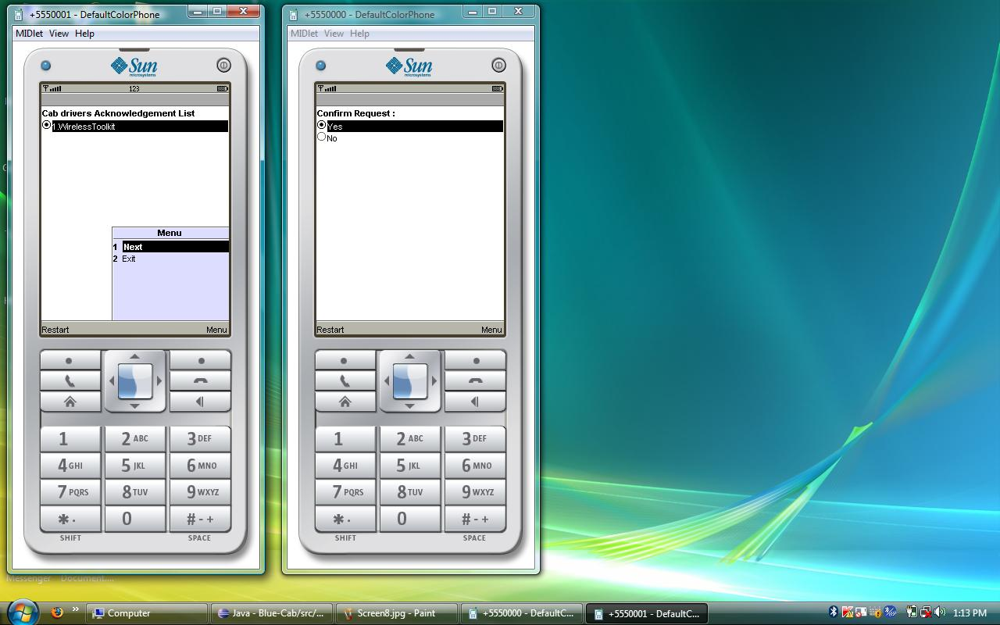 +5550001 - DefaultColorPhone
MIDlet View Help
Sun
microsystems
123
Cab drivers Acknowledgement List
1.WirelessToolkit
Menu
1 Next
2 Exit
Restart Menu
1 2 ABC 3 DEF
4 GHI 5 JKL 6 MNO
7 PQRS 8 TUV 9 WXYZ
* . 0 # - +
SHIFT SPACE
+5550000 - DefaultColorPhone
MIDlet View Help
Sun
microsystems
Confirm Request :
Yes
No
Restart Menu
1 2 ABC 3 DEF
4 GHI 5 JKL 6 MNO
7 PQRS 8 TUV 9 WXYZ
* . 0 # - +
SHIFT SPACE
Messenger Document....
Computer Java - Blue-Cab/src/... Screen8.jpg - Paint +5550000 - DefaultC... +5550001 - DefaultC... 1:13 PM